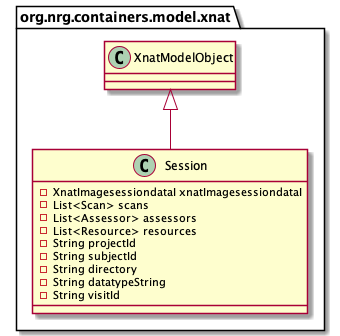 org.nrg.containers.model.xnat
C XnatModelObject
C Session
XnatImagesessiondataI xnatImagesessiondataI
List<Scan> scans
List<Assessor> assessors
List<Resource> resources
String projectId
String subjectId
String directory
String datatypeString
String visitId